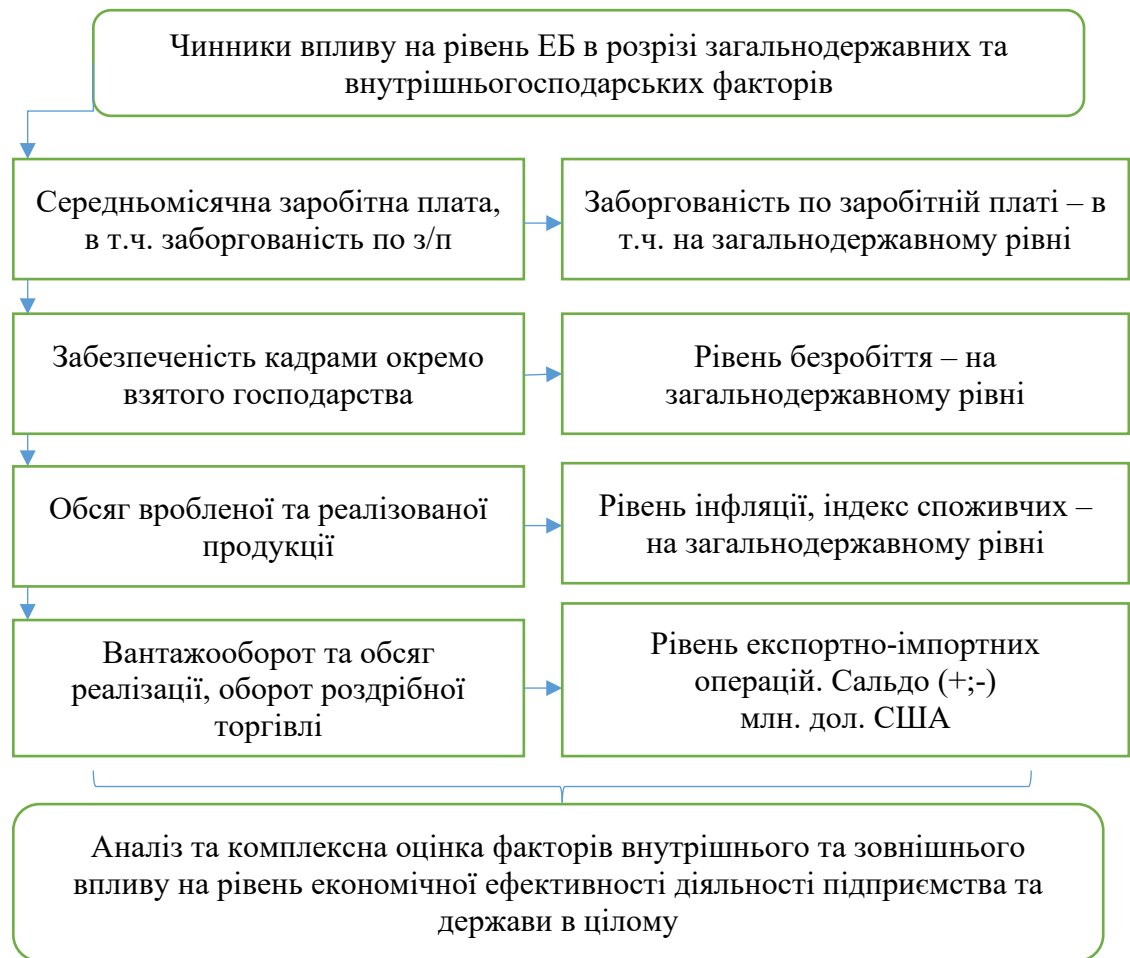 Чинники впливу на рівень ЕБ в розрізі загальнодержавних та
внутрішньогосподарських факторів
Середньомісячна заробітна плата,
в т.ч. заборгованість по з/п
Заборгованість по заробітній платі – в
т.ч. на загальнодержавному рівні
Забезпеченість кадрами окремо
взятого господарства
Рівень безробіття – на
загальнодержавному рівні
Обсяг вробленої та реалізованої
продукції
Рівень інфляції, індекс споживчих –
на загальнодержавному рівні
Вантажооборот та обсяг
реалізації, оборот роздрібної
торгівлі
Рівень експортно-імпортних
операцій. Сальдо (+;-)
млн. дол. США
Аналіз та комплексна оцінка факторів внутрішнього та зовнішнього
впливу на рівень економічної ефективності діяльності підприємства та
держави в цілому